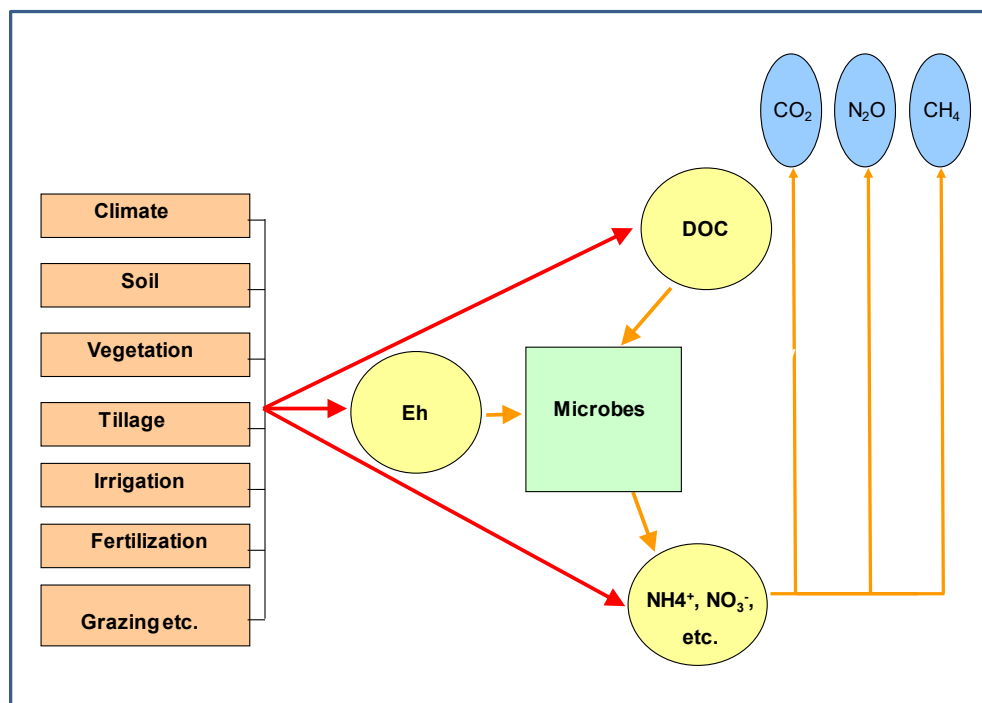 CO₂
N₂O
CH₄
Climate
DOC
Soil
Vegetation
Eh
Microbes
Tillage
Irrigation
Fertilization
NH4⁺, NO₃⁻,
etc.
Grazing etc.